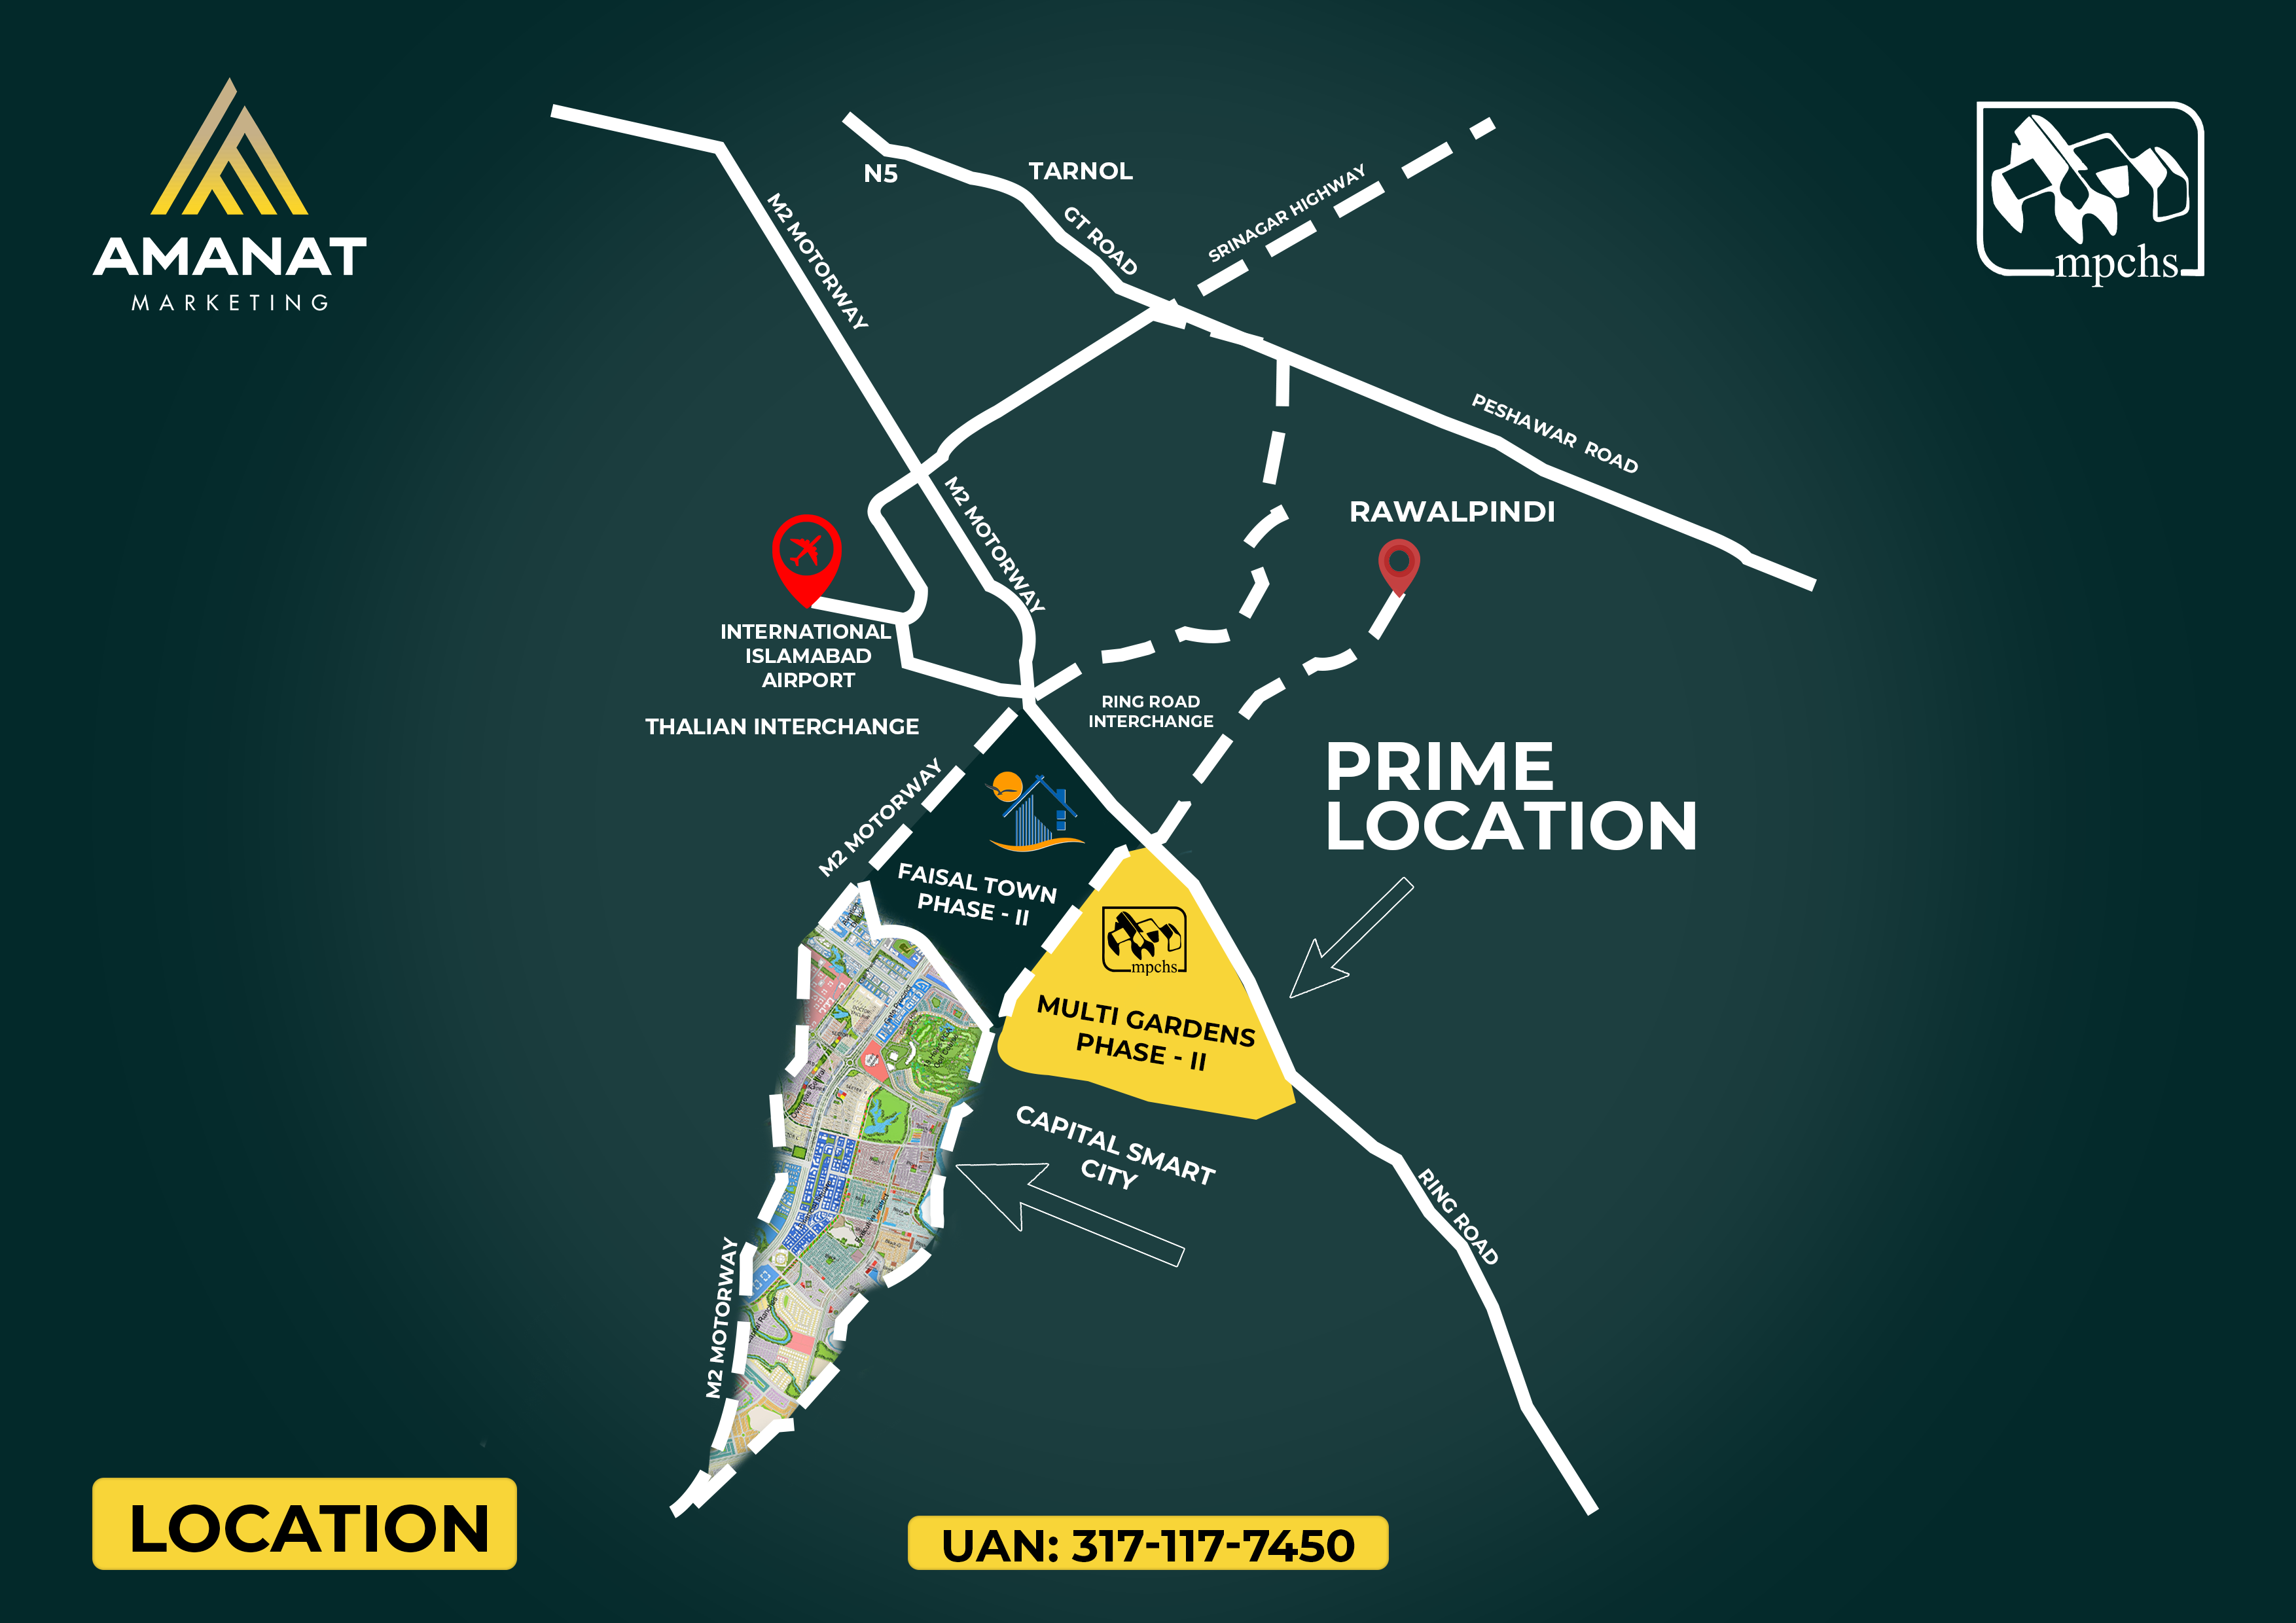 AMANAT
MARKETING
mpchs
N5
TARNOL
GT ROAD
SRINAGAR HIGHWAY
M2 MOTORWAY
PESHAWAR ROAD
M2 MOTORWAY
RAWALPINDI
INTERNATIONAL
ISLAMABAD
AIRPORT
THALIAN INTERCHANGE
RING ROAD
INTERCHANGE
PRIME
LOCATION
M2 MOTORWAY
FAISAL TOWN
PHASE - II
mpchs
MULTI GARDENS
PHASE - II
CAPITAL SMART
CITY
RING ROAD
M2 MOTORWAY
LOCATION
UAN: 317-117-7450